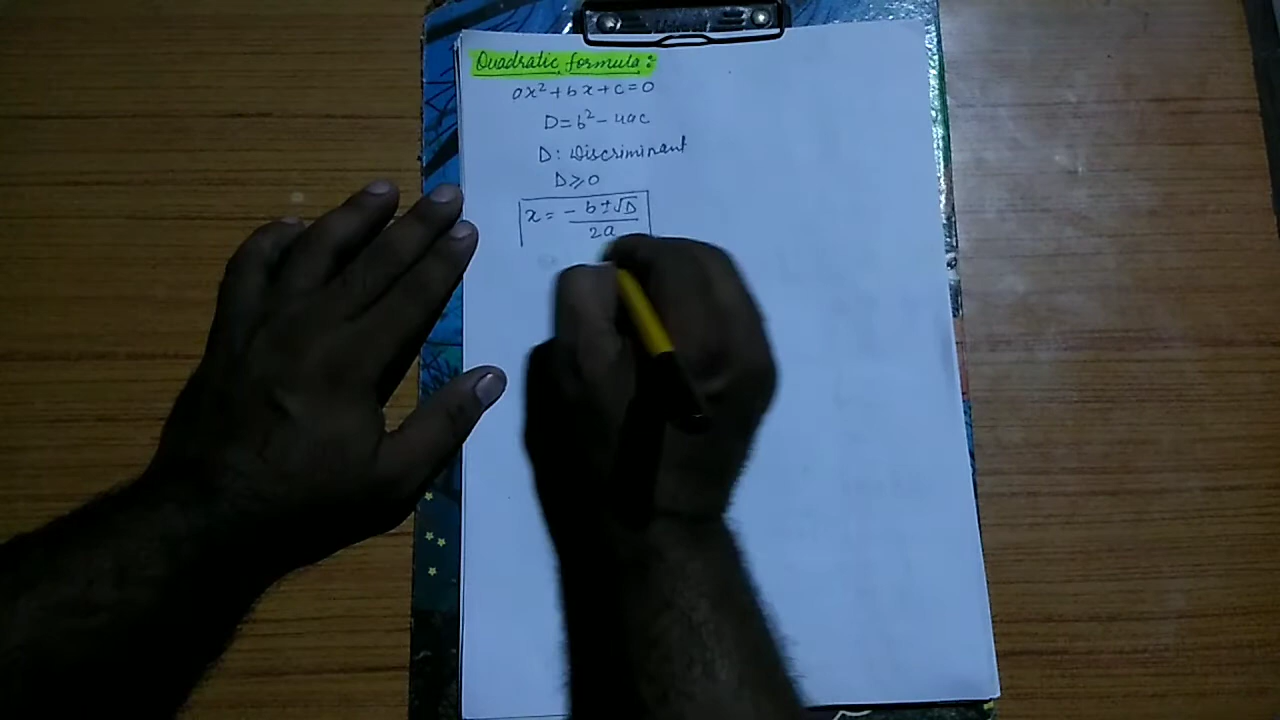 Quadratic formula:
ax²+bx+c=0
D=b²-4ac
D: Discriminant
D≥0
x = -b±√D / 2a